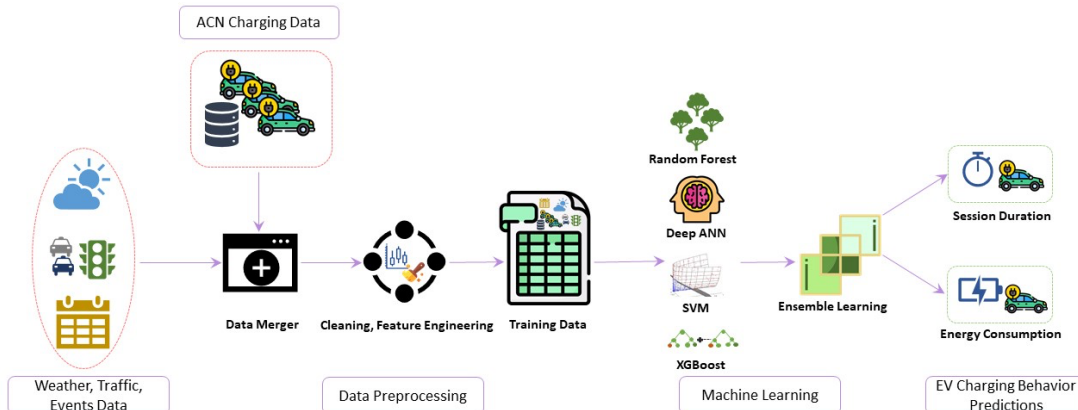 ACN Charging Data
Random Forest
Deep ANN
SVM
XGBoost
Data Merger
Cleaning, Feature Engineering
Training Data
Ensemble Learning
Session Duration
Energy Consumption
Weather, Traffic,
Events Data
Data Preprocessing
Machine Learning
EV Charging Behavior
Predictions